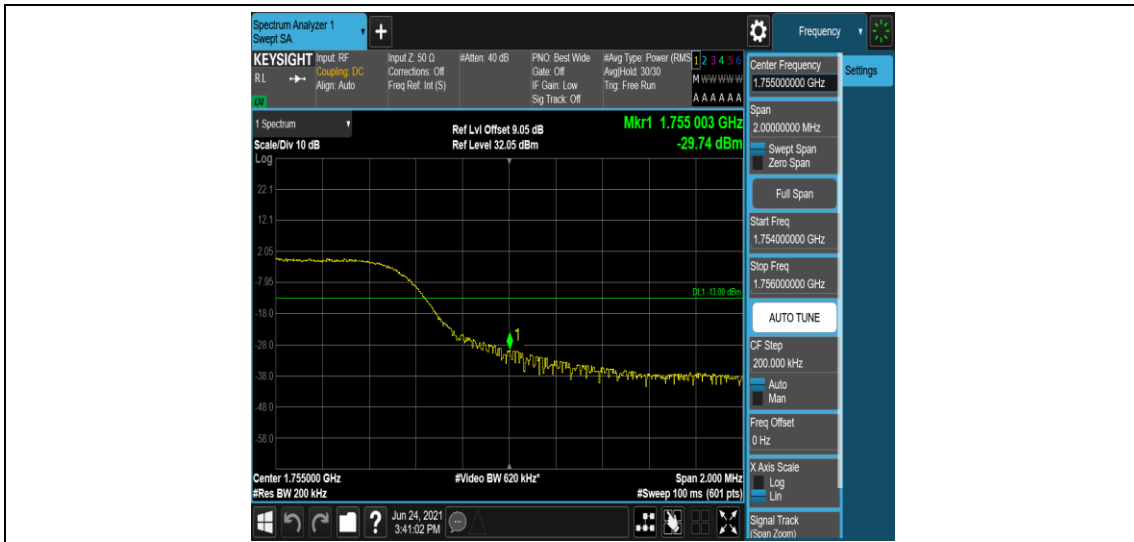 Spectrum Analyzer 1
Swept SA
+
Frequency
KEYSIGHT
RL
LXI
Input: RF
Coupling: DC
Align: Auto
Input Z: 50 Ω
Corrections: Off
Freq Ref: Int (S)
#Atten: 40 dB
PNO: Best Wide
Gate: Off
IF Gain: Low
Sig Track: Off
#Avg Type: Power (RMS
Avg|Hold: 30/30
Trig: Free Run
1 2 3 4 5 6
M W W W W W
A A A A A A
1 Spectrum
Scale/Div 10 dB
Ref Lvl Offset 9.05 dB
Ref Level 32.05 dBm
Mkr1 1.755 003 GHz
-29.74 dBm
Log
22.1
12.1
2.05
-7.95
DL1 -13.00 dBm
-18.0
-28.0
1
-38.0
-48.0
-58.0
Center 1.755000 GHz
#Video BW 620 kHz*
Span 2.000 MHz
#Res BW 200 kHz
#Sweep 100 ms (601 pts)
?
Jun 24, 2021
3:41:02 PM
Center Frequency
1.755000000 GHz
Settings
Span
2.00000000 MHz
Swept Span
Zero Span
Full Span
Start Freq
1.754000000 GHz
Stop Freq
1.756000000 GHz
AUTO TUNE
CF Step
200.000 kHz
Auto
Man
Freq Offset
0 Hz
X Axis Scale
Log
Lin
Signal Track
(Span Zoom)